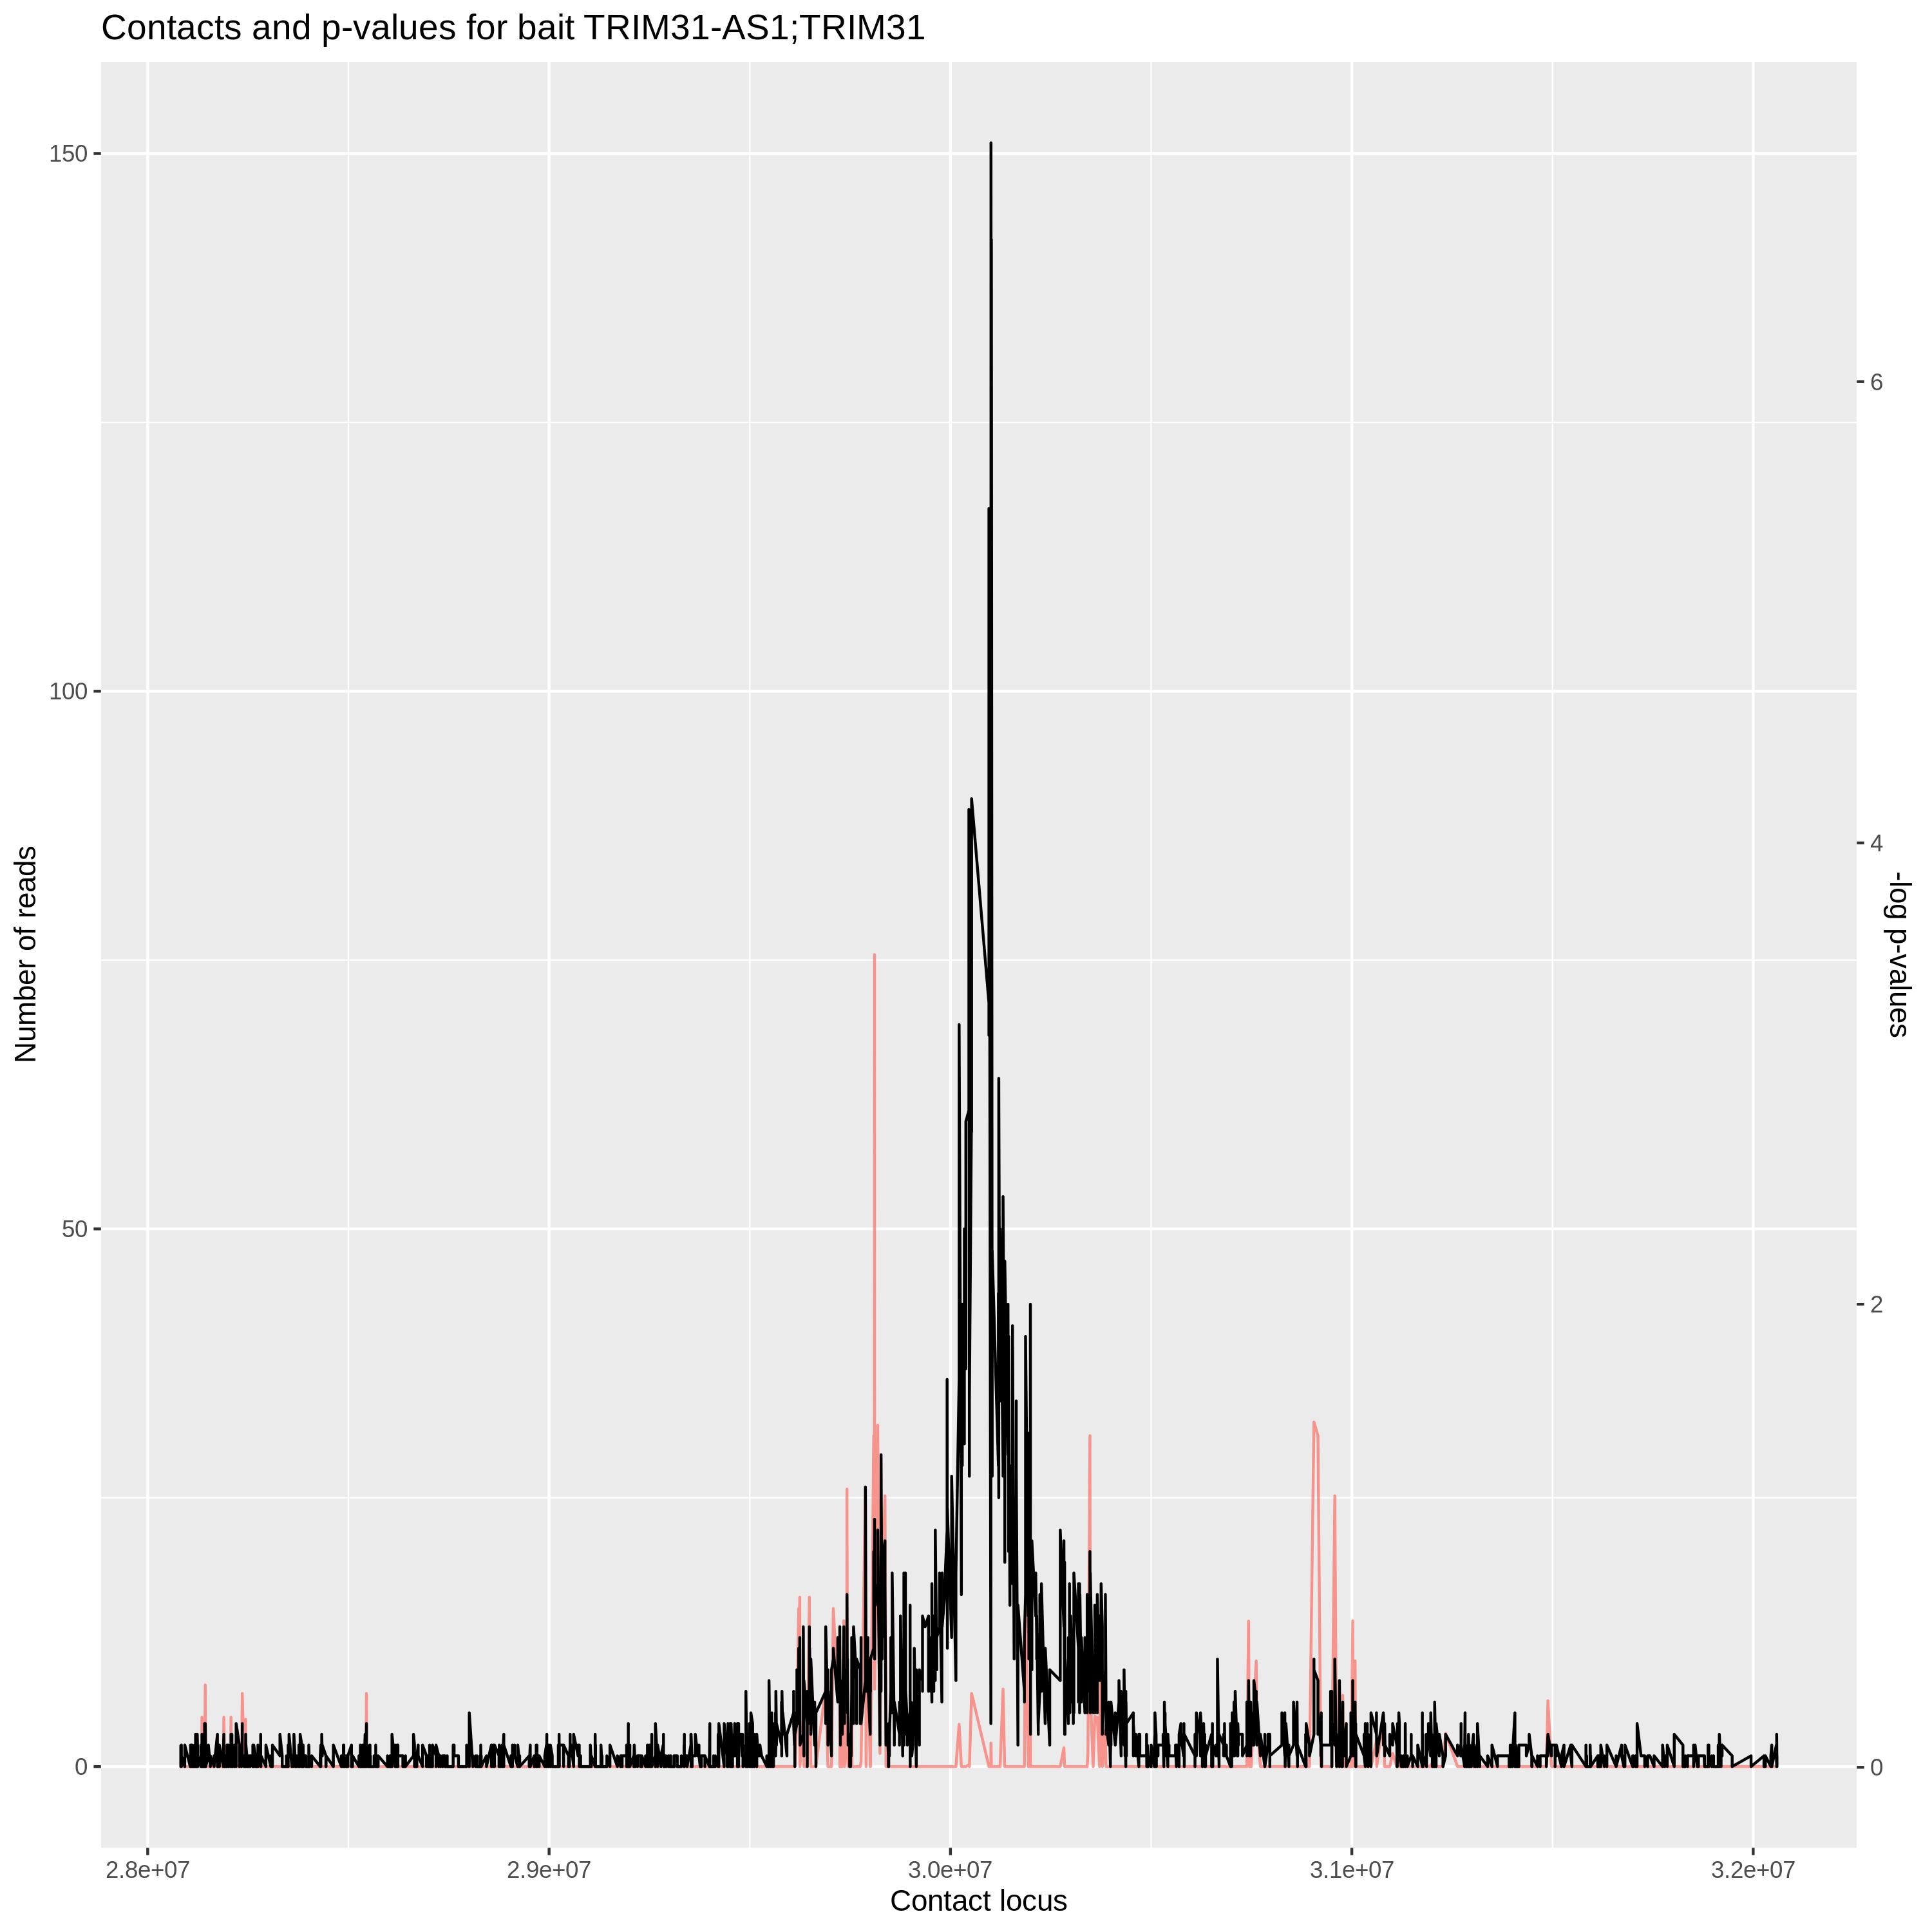 Contacts and p-values for bait TRIM31-AS1;TRIM31
150
100
50
0
Number of reads
6
4
2
0
-log p-values
2.8e+07
2.9e+07
3.0e+07
3.1e+07
3.2e+07
Contact locus